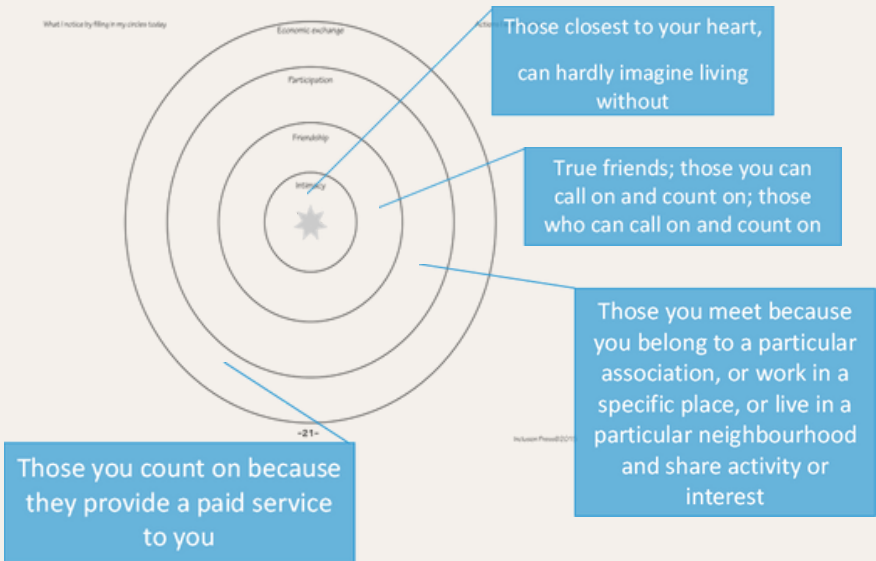 What I notice by filling in my circles today
Economic exchange
Participation
Friendship
Intimacy
Those closest to your heart,
can hardly imagine living
without
True friends; those you can
call on and count on; those
who can call on and count on
Those you meet because
you belong to a particular
association, or work in a
specific place, or live in a
particular neighbourhood
and share activity or
interest
-21-
Inclusion Press©
Those you count on because
they provide a paid service
to you